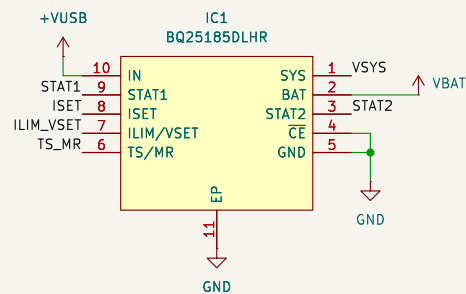 +VUSB
IC1
BQ25185DLHR
10 IN SYS 1 VSYS
STAT1 9 STAT1 BAT 2 VBAT
ISET 8 ISET STAT2 3 STAT2
ILIM_VSET 7 ILIM/VSET CE 4
TS_MR 6 TS/MR GND 5
EP
11
GND
GND